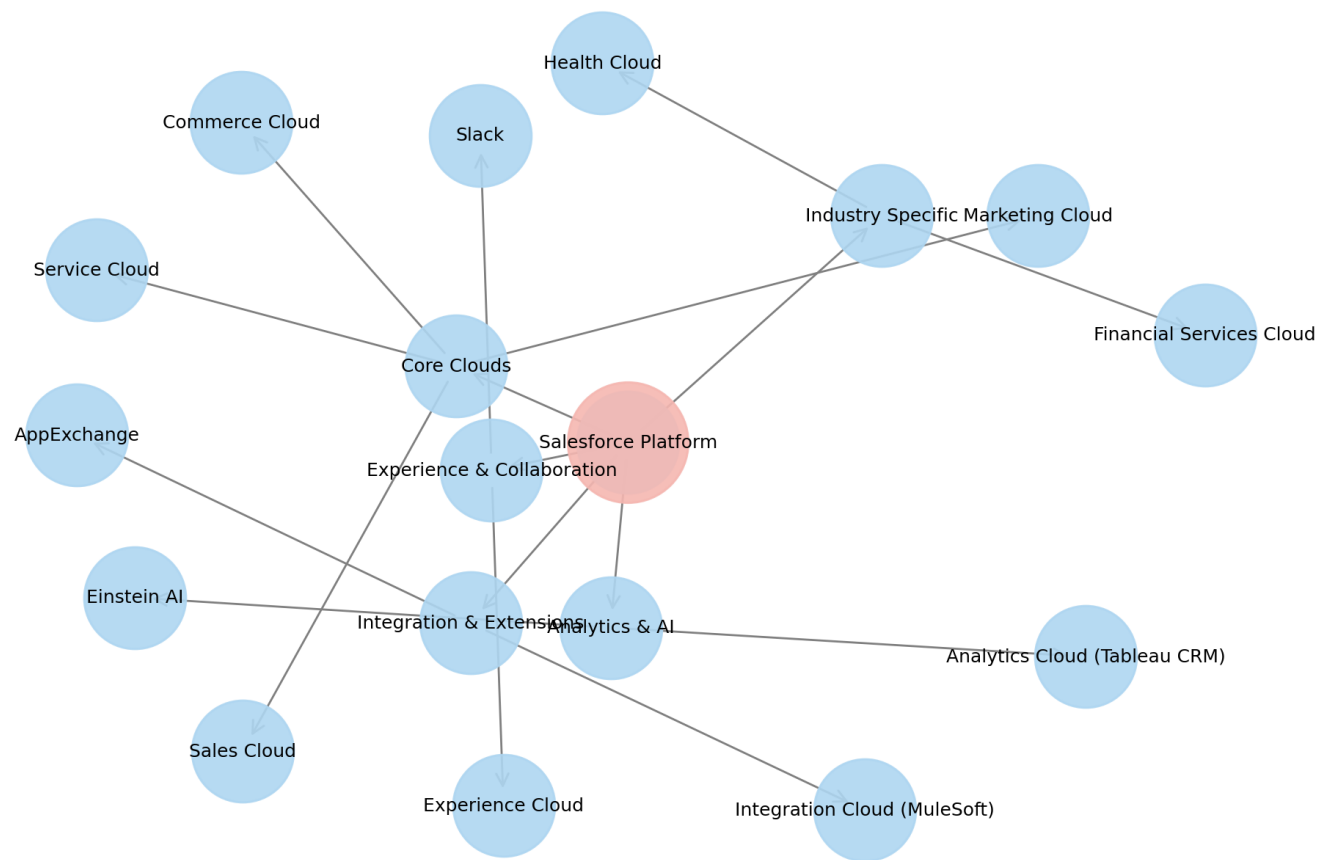 Health Cloud
Commerce Cloud
Slack
Industry Specific
Marketing Cloud
Service Cloud
Financial Services Cloud
Core Clouds
AppExchange
Salesforce Platform
Experience & Collaboration
Einstein AI
Integration & Extensions
Analytics & AI
Analytics Cloud (Tableau CRM)
Sales Cloud
Experience Cloud
Integration Cloud (MuleSoft)